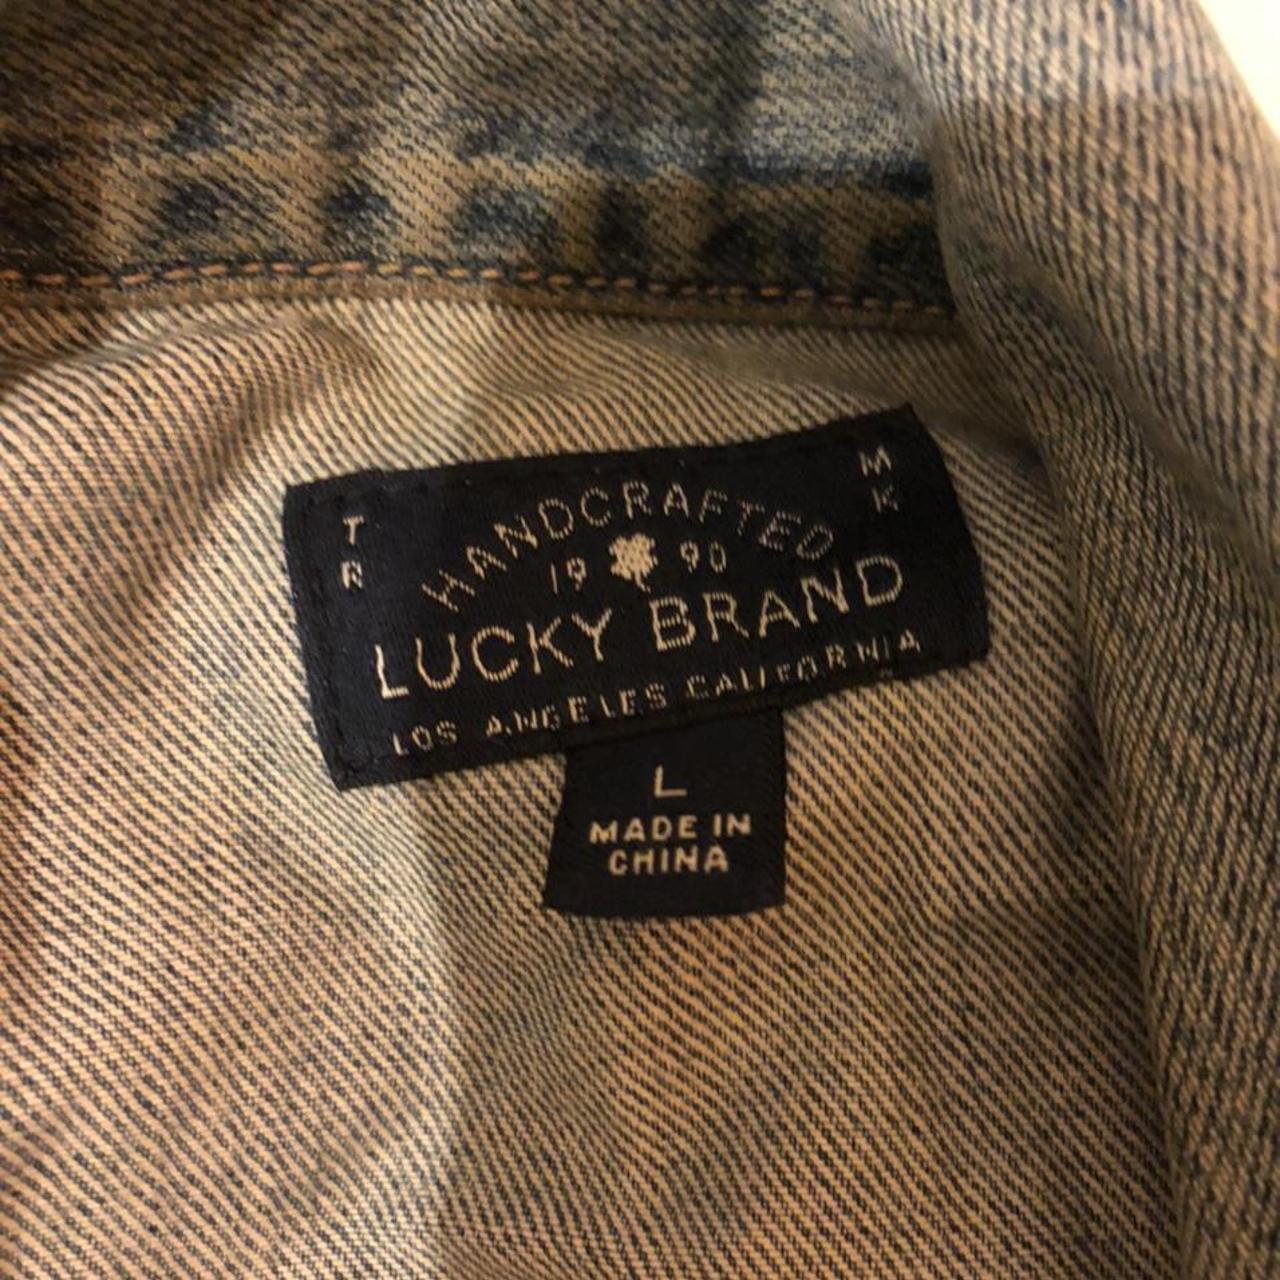 TR MK
HANDCRAFTED
19 90
LUCKY BRAND
LOS ANGELES CALIFORNIA
L
MADE IN
CHINA